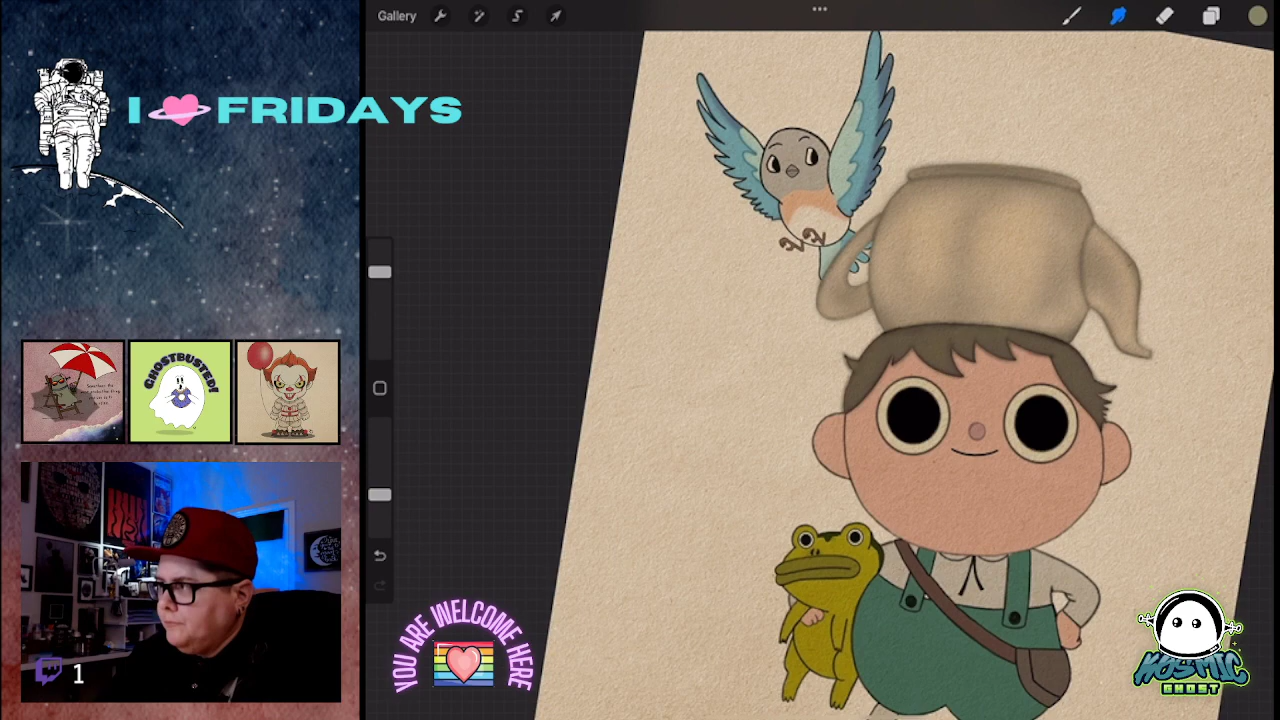 Gallery
I FRIDAYS
GHOSTBUSTED!
YOU ARE WELCOME HERE
1
KOSMIC
GHOST